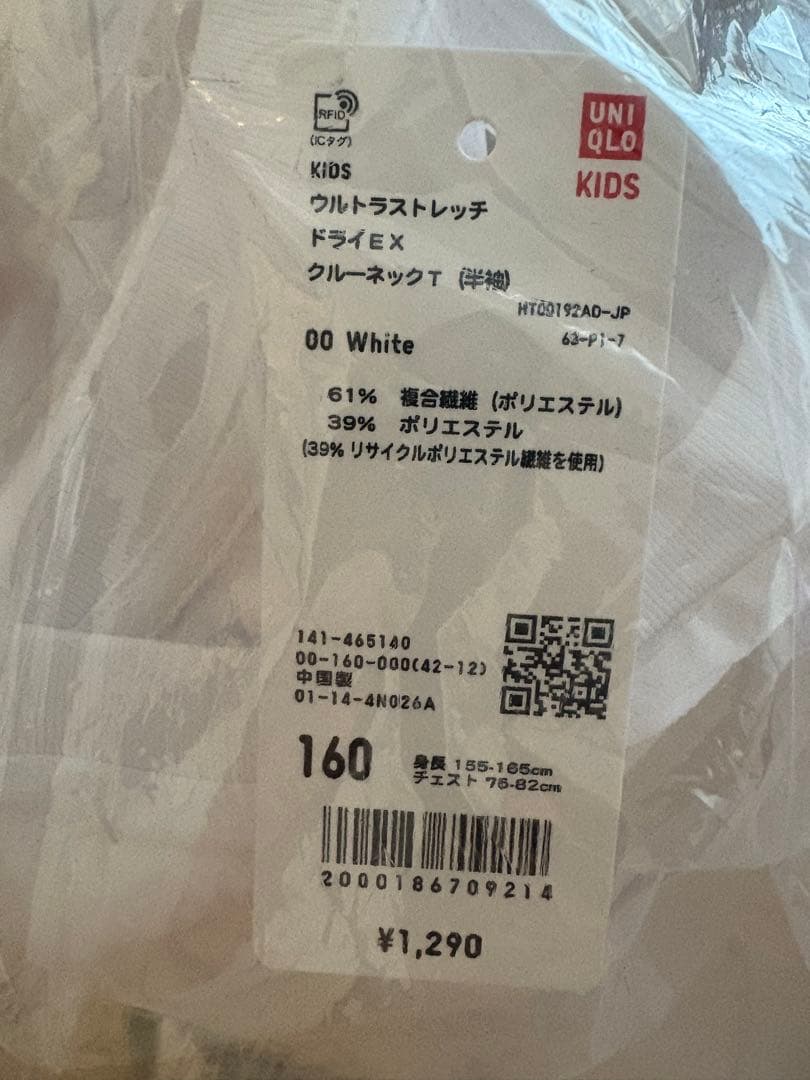 RFID
(ICタグ)
UNI
QLO
KIDS
KIDS
ウルトラストレッチ
ドライEX
クルーネックT (半袖)
HT00192AD-JP
00 White
63-P1-7
61% 複合繊維 (ポリエステル)
39% ポリエステル
(39% リサイクルポリエステル繊維を使用)
141-465140
00-160-000(42-12)
中国製
01-14-4N026A
160
身長 155-165cm
チェスト 76-82cm
2000186709214
¥1,290